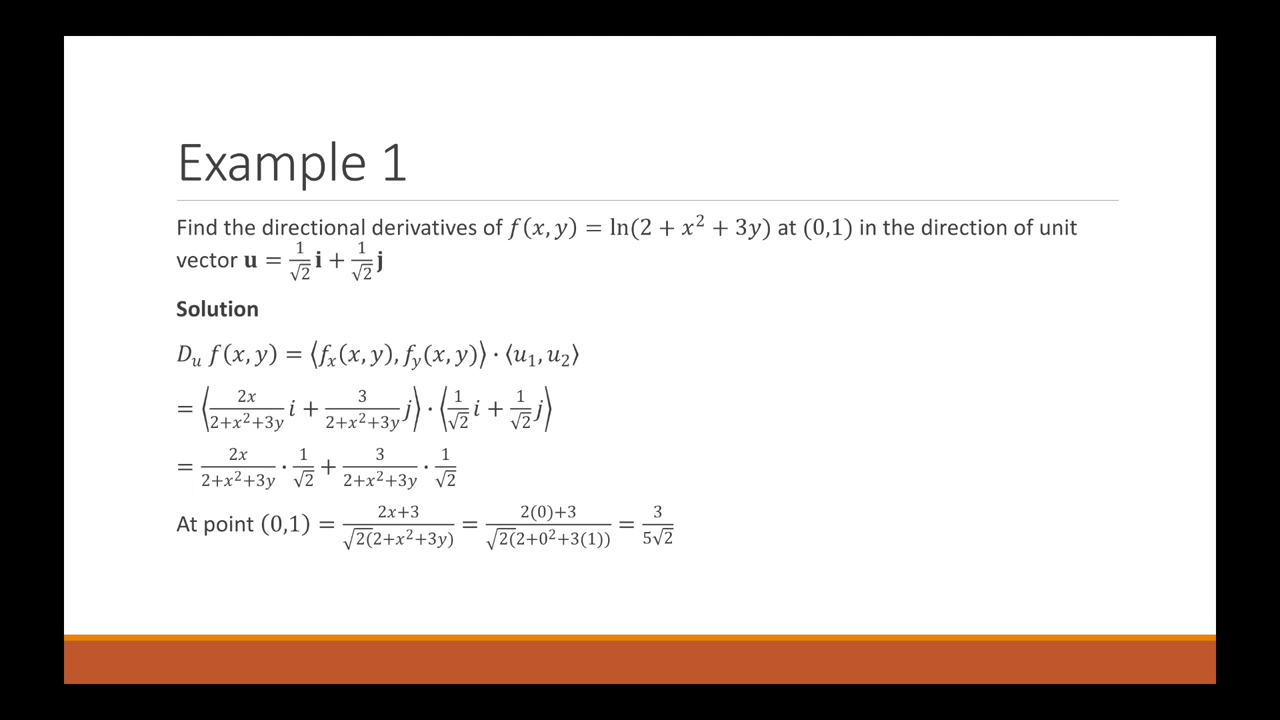 Example 1
Find the directional derivatives of f(x, y) = ln(2 + x² + 3y) at (0,1) in the direction of unit
vector **u** = 1/√2 **i** + 1/√2 **j**
Solution
D_u f(x, y) = ⟨f_x(x, y), f_y(x, y)⟩ · ⟨u₁, u₂⟩
= ⟨2x/(2+x²+3y) i + 3/(2+x²+3y) j⟩ · ⟨1/√2 i + 1/√2 j⟩
= 2x/(2+x²+3y) · 1/√2 + 3/(2+x²+3y) · 1/√2
At point (0,1) = (2x+3)/(√2(2+x²+3y)) = (2(0)+3)/(√2(2+0²+3(1))) = 3/(5√2)